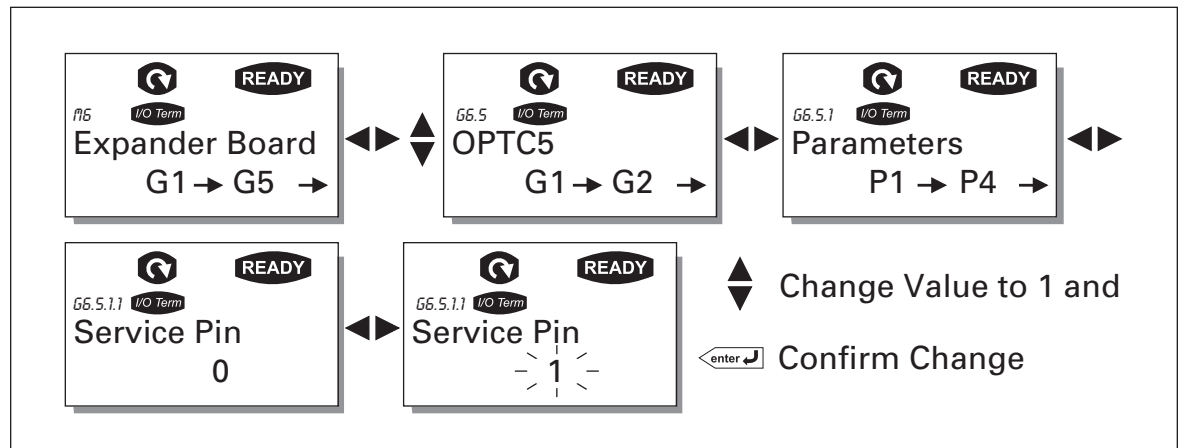 READY
M6 I/O Term
Expander Board
G1 → G5 →
READY
G6.5 I/O Term
OPTC5
G1 → G2 →
READY
G6.5.1 I/O Term
Parameters
P1 → P4 →
READY
G6.5.1.1 I/O Term
Service Pin
0
READY
G6.5.1.1 I/O Term
Service Pin
1
Change Value to 1 and
enter Confirm Change